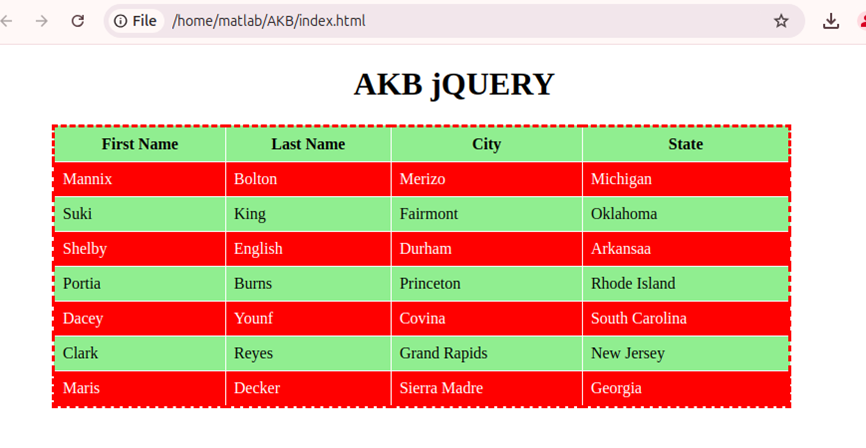 File /home/matlab/AKB/index.html
AKB jQUERY
First Name Last Name City State
Mannix Bolton Merizo Michigan
Suki King Fairmont Oklahoma
Shelby English Durham Arkansaa
Portia Burns Princeton Rhode Island
Dacey Younf Covina South Carolina
Clark Reyes Grand Rapids New Jersey
Maris Decker Sierra Madre Georgia